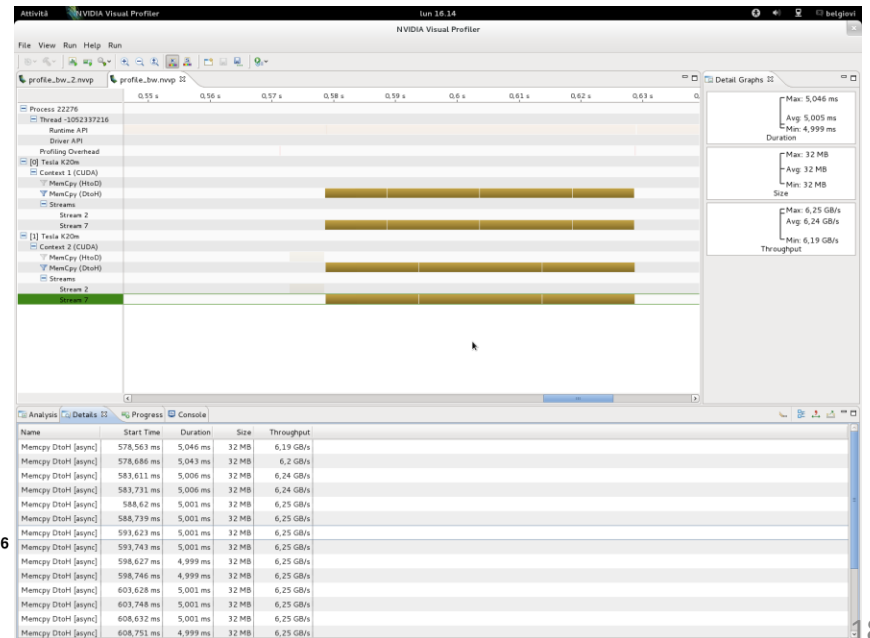 Attività NVIDIA Visual Profiler lun 16.14 belgiovi
NVIDIA Visual Profiler
File View Run Help Run
profile_bw_2.nvvp profile_bw.nvvp Detail Graphs
0,55 s 0,56 s 0,57 s 0,58 s 0,59 s 0,6 s 0,61 s 0,62 s 0,63 s 0,
Process 22276
Thread -1052337216
Runtime API
Driver API
Profiling Overhead
[0] Tesla K20m
Context 1 (CUDA)
MemCpy (HtoD)
MemCpy (DtoH)
Streams
Stream 2
Stream 7
[1] Tesla K20m
Context 2 (CUDA)
MemCpy (HtoD)
MemCpy (DtoH)
Streams
Stream 2
Stream 7
Max: 5,046 ms
Avg: 5,005 ms
Min: 4,999 ms
Duration
Max: 32 MB
Avg: 32 MB
Min: 32 MB
Size
Max: 6,25 GB/s
Avg: 6,24 GB/s
Min: 6,19 GB/s
Throughput
Analysis Details Progress Console
Name Start Time Duration Size Throughput
Memcpy DtoH [async] 578,563 ms 5,046 ms 32 MB 6,19 GB/s
Memcpy DtoH [async] 578,686 ms 5,043 ms 32 MB 6,2 GB/s
Memcpy DtoH [async] 583,611 ms 5,006 ms 32 MB 6,24 GB/s
Memcpy DtoH [async] 583,731 ms 5,006 ms 32 MB 6,24 GB/s
Memcpy DtoH [async] 588,62 ms 5,001 ms 32 MB 6,25 GB/s
Memcpy DtoH [async] 588,739 ms 5,001 ms 32 MB 6,25 GB/s
Memcpy DtoH [async] 593,623 ms 5,001 ms 32 MB 6,25 GB/s
6 Memcpy DtoH [async] 593,743 ms 5,001 ms 32 MB 6,25 GB/s
Memcpy DtoH [async] 598,627 ms 4,999 ms 32 MB 6,25 GB/s
Memcpy DtoH [async] 598,746 ms 4,999 ms 32 MB 6,25 GB/s
Memcpy DtoH [async] 603,628 ms 5,001 ms 32 MB 6,25 GB/s
Memcpy DtoH [async] 603,748 ms 5,001 ms 32 MB 6,25 GB/s
Memcpy DtoH [async] 608,632 ms 5,001 ms 32 MB 6,25 GB/s
Memcpy DtoH [async] 608,751 ms 4,999 ms 32 MB 6,25 GB/s